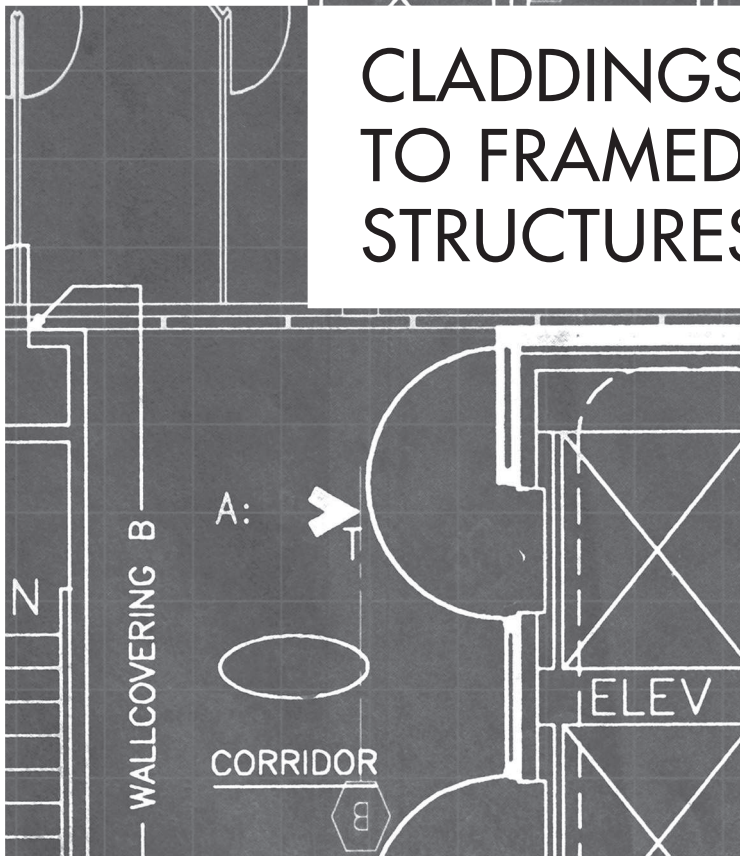 CLADDINGS
TO FRAMED
STRUCTURES
A:
T
WALLCOVERING B
N
ELEV
CORRIDOR
B